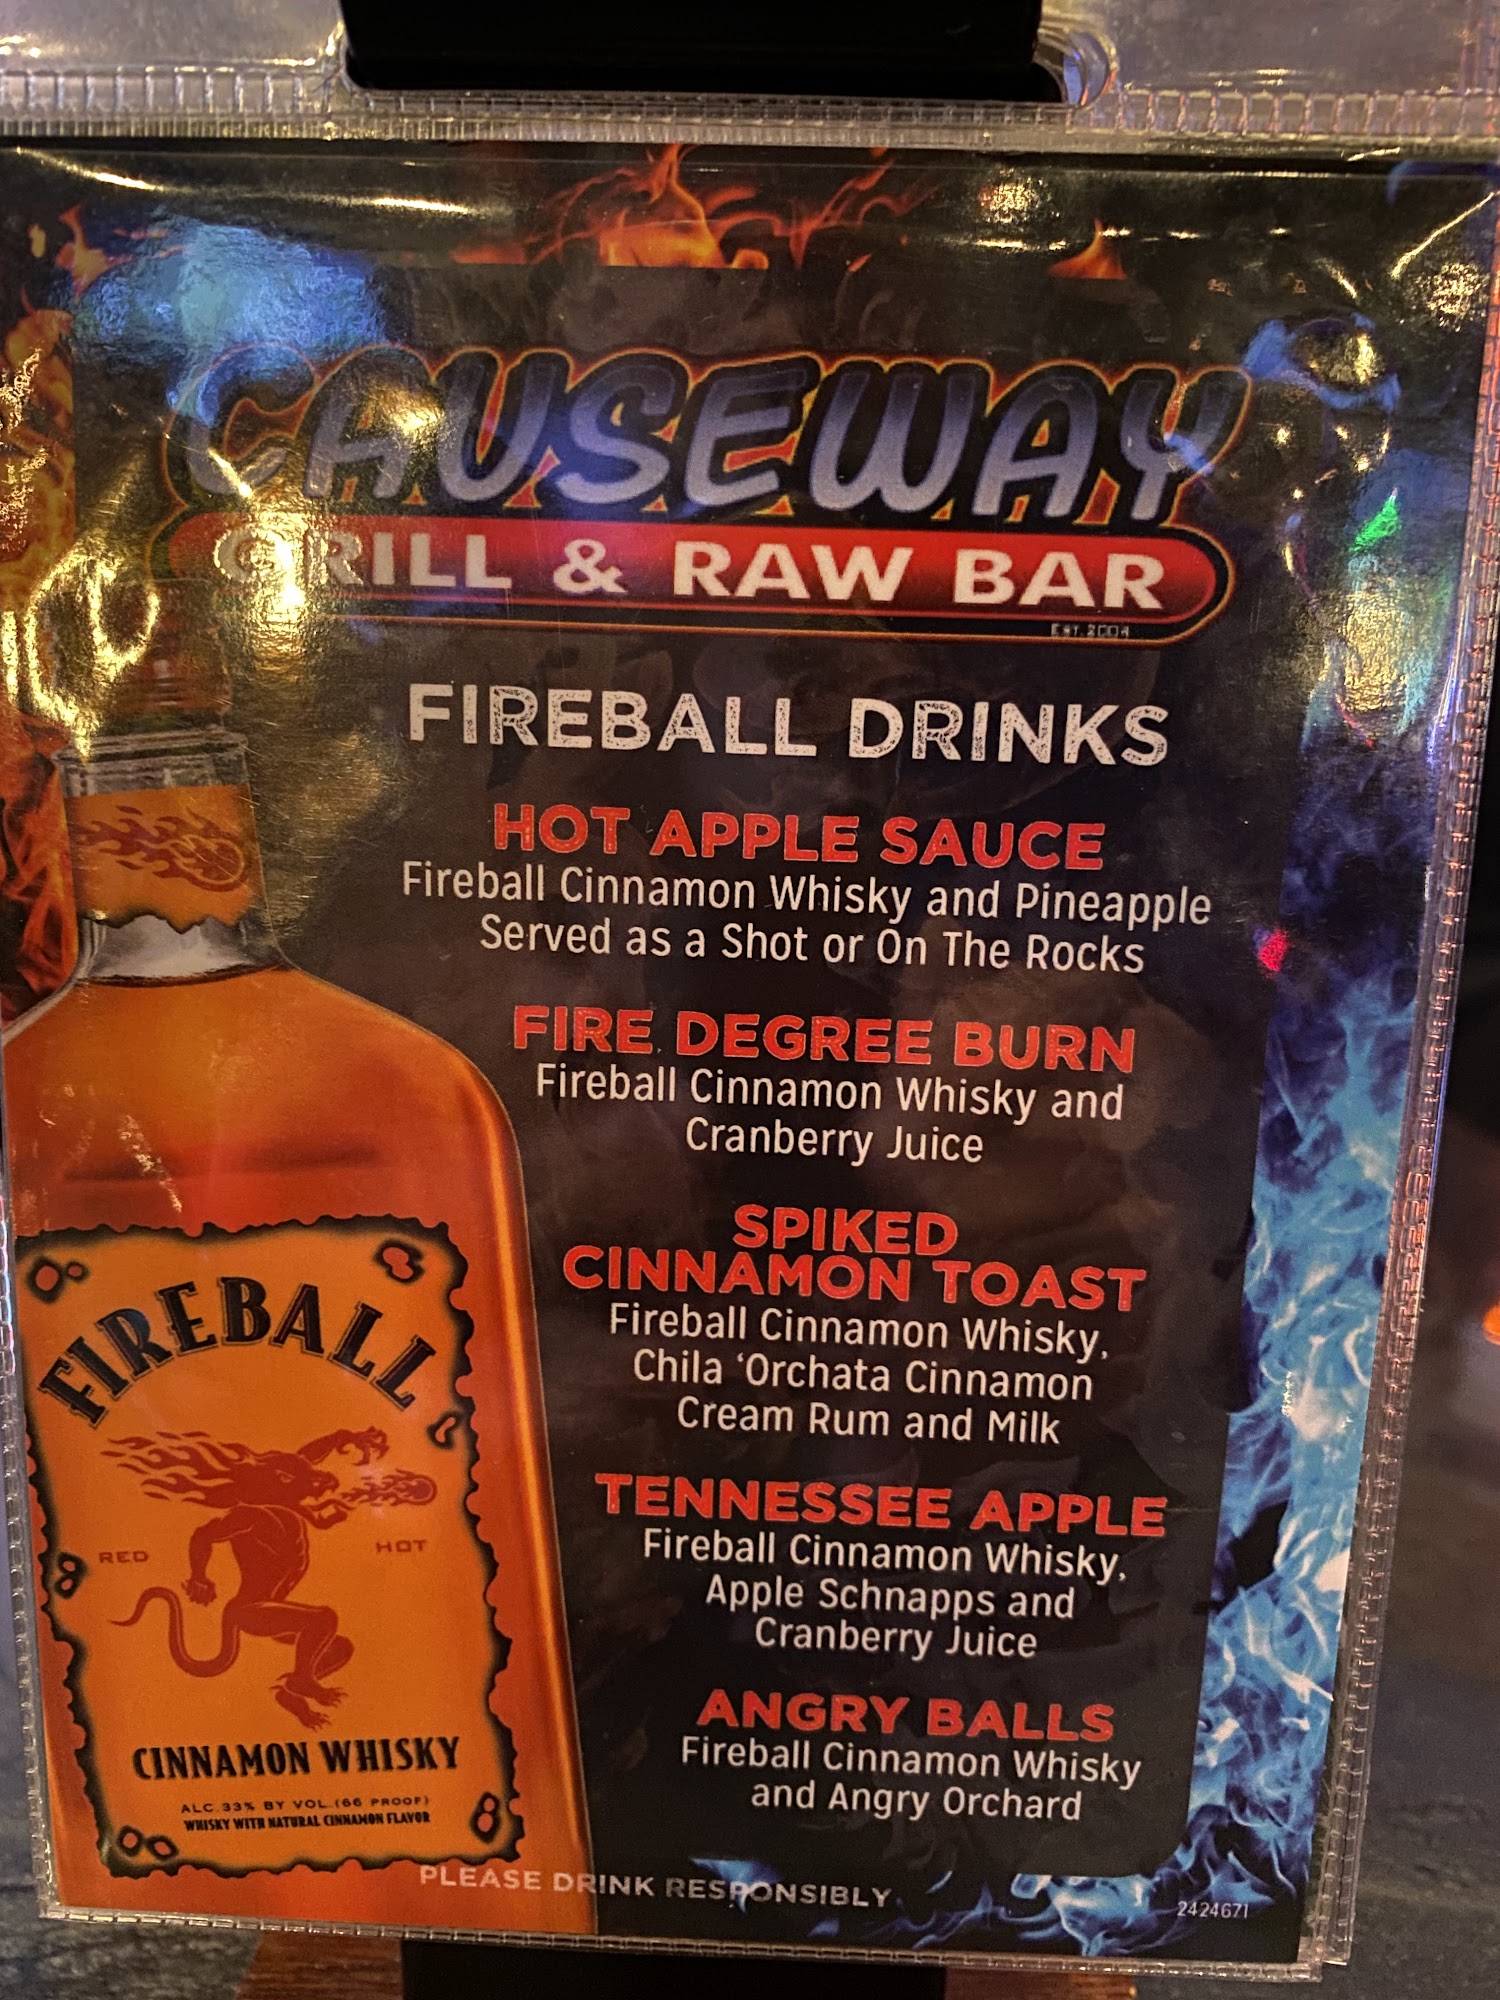 CAUSEWAY
GRILL & RAW BAR
EST. 2004
FIREBALL DRINKS
HOT APPLE SAUCE
Fireball Cinnamon Whisky and Pineapple
Served as a Shot or On The Rocks
FIRE DEGREE BURN
Fireball Cinnamon Whisky and
Cranberry Juice
SPIKED
CINNAMON TOAST
Fireball Cinnamon Whisky,
Chila ‘Orchata Cinnamon
Cream Rum and Milk
TENNESSEE APPLE
Fireball Cinnamon Whisky,
Apple Schnapps and
Cranberry Juice
ANGRY BALLS
Fireball Cinnamon Whisky
and Angry Orchard
FIREBALL
RED HOT
CINNAMON WHISKY
ALC 33% BY VOL.(66 PROOF)
WHISKY WITH NATURAL CINNAMON FLAVOR
PLEASE DRINK RESPONSIBLY
2424671